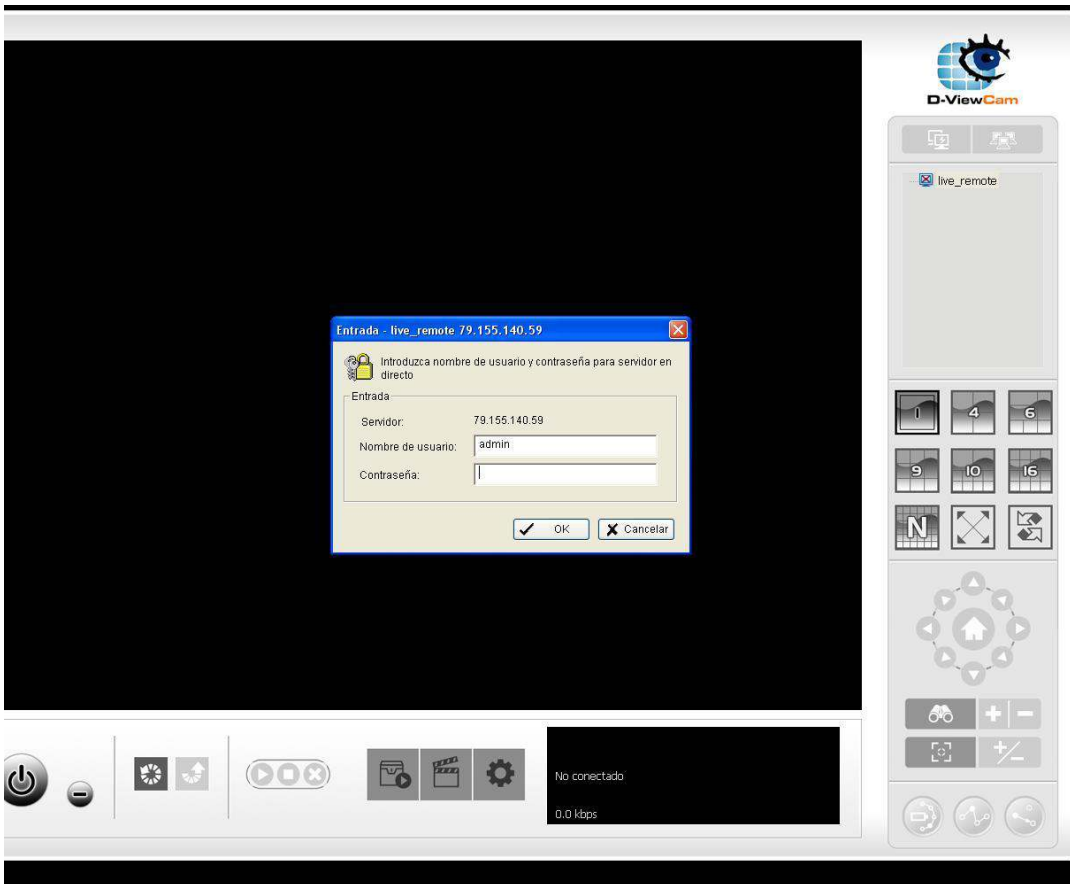 D-ViewCam
live_remote
Entrada - live_remote 79.155.140.59
Introduzca nombre de usuario y contraseña para servidor en
directo
Entrada
Servidor: 79.155.140.59
Nombre de usuario: admin
Contraseña:
OK Cancelar
1 4 6
9 10 16
N
No conectado
0.0 kbps